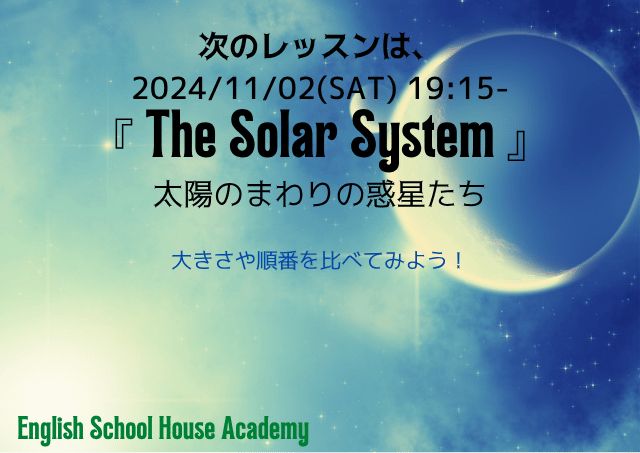 次のレッスンは、
2024/11/02(SAT) 19:15-
『 The Solar System 』
太陽のまわりの惑星たち
大きさや順番を比べてみよう！
English School House Academy